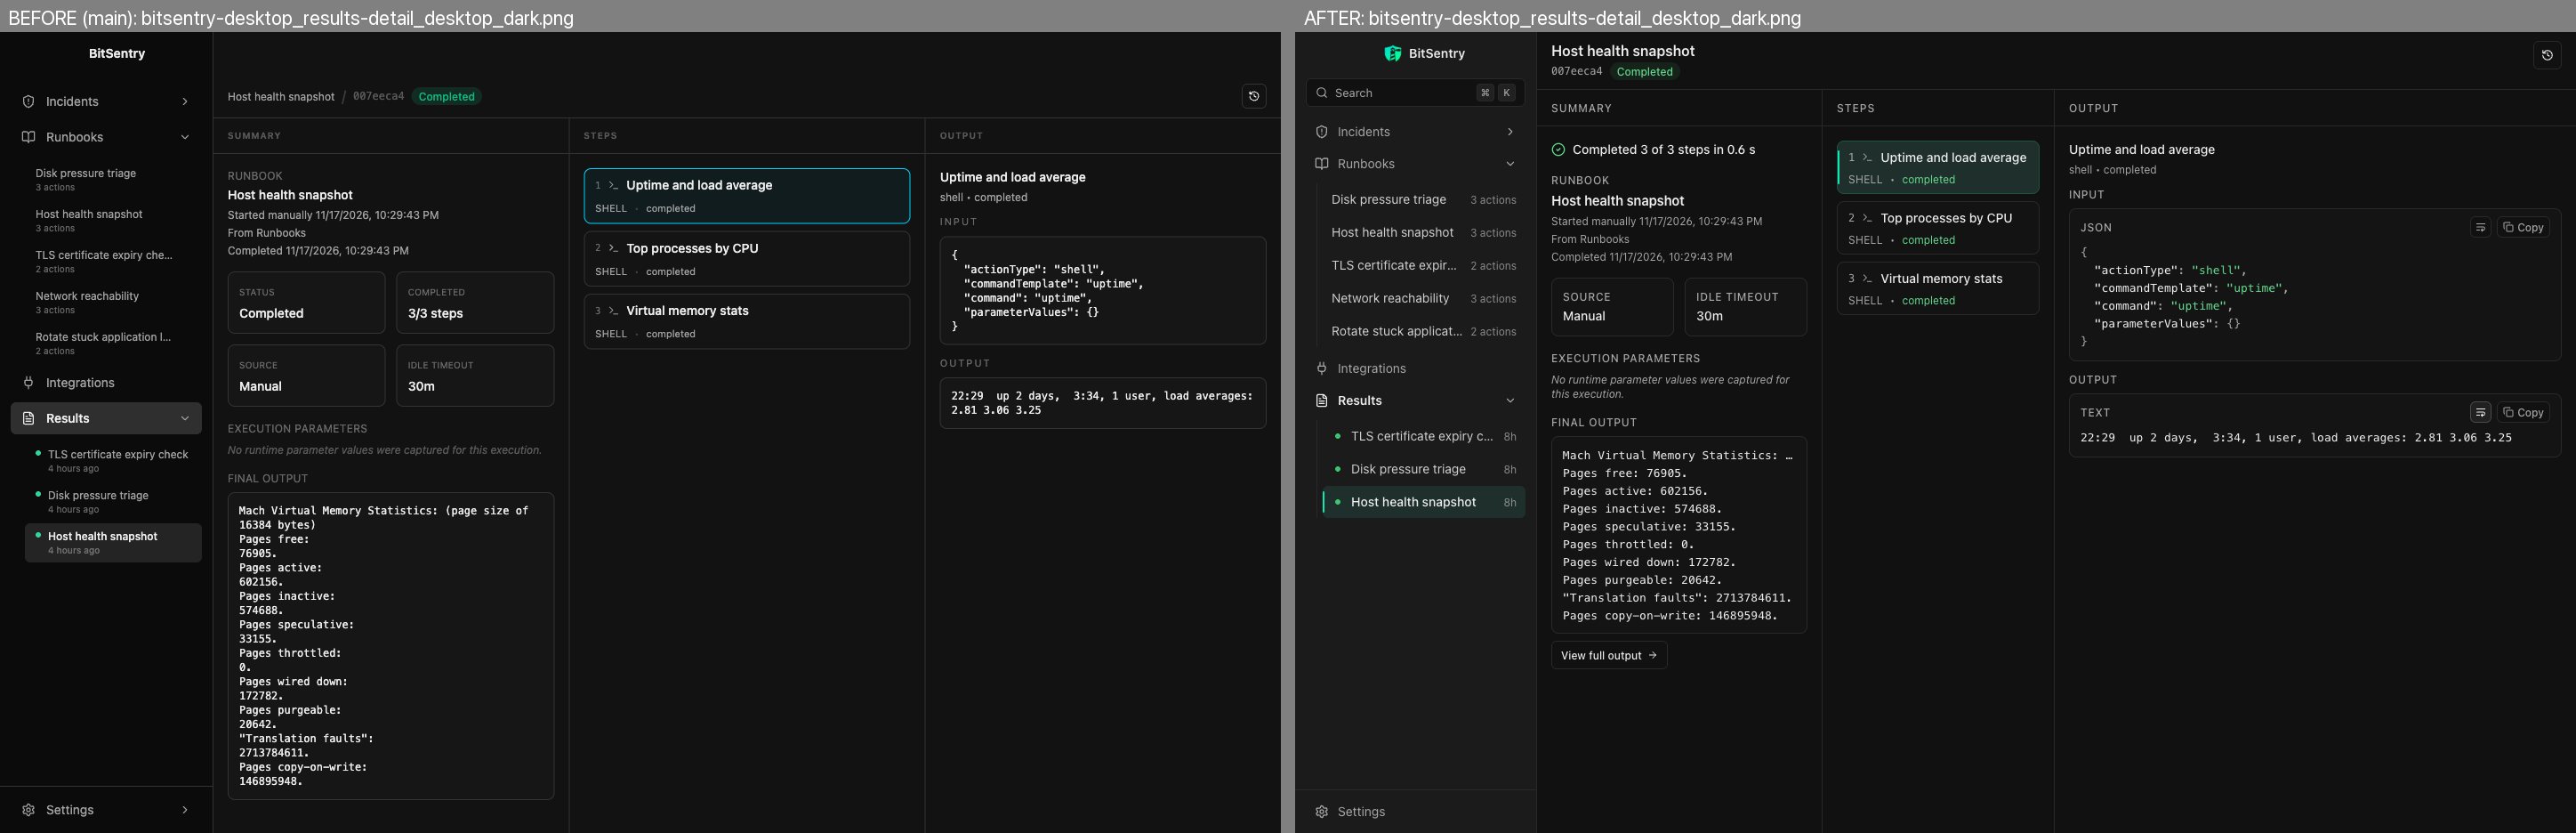 BEFORE (main): bitsentry-desktop_results-detail_desktop_dark.png
BitSentry
Incidents
Runbooks
Disk pressure triage
3 actions
Host health snapshot
3 actions
TLS certificate expiry che...
2 actions
Network reachability
3 actions
Rotate stuck application l...
2 actions
Integrations
Results
TLS certificate expiry check
4 hours ago
Disk pressure triage
4 hours ago
Host health snapshot
4 hours ago
Settings
Host health snapshot / 007eeca4 Completed
SUMMARY
RUNBOOK
Host health snapshot
Started manually 11/17/2026, 10:29:43 PM
From Runbooks
Completed 11/17/2026, 10:29:43 PM
STATUS
Completed
COMPLETED
3/3 steps
SOURCE
Manual
IDLE TIMEOUT
30m
EXECUTION PARAMETERS
No runtime parameter values were captured for this execution.
FINAL OUTPUT
Mach Virtual Memory Statistics: (page size of
16384 bytes)
Pages free:
76905.
Pages active:
602156.
Pages inactive:
574688.
Pages speculative:
33155.
Pages throttled:
0.
Pages wired down:
172782.
Pages purgeable:
20642.
"Translation faults":
2713784611.
Pages copy-on-write:
146895948.
STEPS
1 Uptime and load average
SHELL · completed
2 Top processes by CPU
SHELL · completed
3 Virtual memory stats
SHELL · completed
OUTPUT
Uptime and load average
shell • completed
INPUT
{
"actionType": "shell",
"commandTemplate": "uptime",
"command": "uptime",
"parameterValues": {}
}
OUTPUT
22:29 up 2 days, 3:34, 1 user, load averages:
2.81 3.06 3.25
AFTER: bitsentry-desktop_results-detail_desktop_dark.png
BitSentry
Search ⌘ K
Incidents
Runbooks
Disk pressure triage 3 actions
Host health snapshot 3 actions
TLS certificate expir... 2 actions
Network reachability 3 actions
Rotate stuck applicat... 2 actions
Integrations
Results
TLS certificate expiry c... 8h
Disk pressure triage 8h
Host health snapshot 8h
Settings
Host health snapshot
007eeca4 Completed
SUMMARY
Completed 3 of 3 steps in 0.6 s
RUNBOOK
Host health snapshot
Started manually 11/17/2026, 10:29:43 PM
From Runbooks
Completed 11/17/2026, 10:29:43 PM
SOURCE
Manual
IDLE TIMEOUT
30m
EXECUTION PARAMETERS
No runtime parameter values were captured for
this execution.
FINAL OUTPUT
Mach Virtual Memory Statistics: …
Pages free: 76905.
Pages active: 602156.
Pages inactive: 574688.
Pages speculative: 33155.
Pages throttled: 0.
Pages wired down: 172782.
Pages purgeable: 20642.
"Translation faults": 2713784611.
Pages copy-on-write: 146895948.
View full output →
STEPS
1 Uptime and load average
SHELL • completed
2 Top processes by CPU
SHELL • completed
3 Virtual memory stats
SHELL • completed
OUTPUT
Uptime and load average
shell • completed
INPUT
JSON Copy
{
"actionType": "shell",
"commandTemplate": "uptime",
"command": "uptime",
"parameterValues": {}
}
OUTPUT
TEXT Copy
22:29 up 2 days, 3:34, 1 user, load averages: 2.81 3.06 3.25